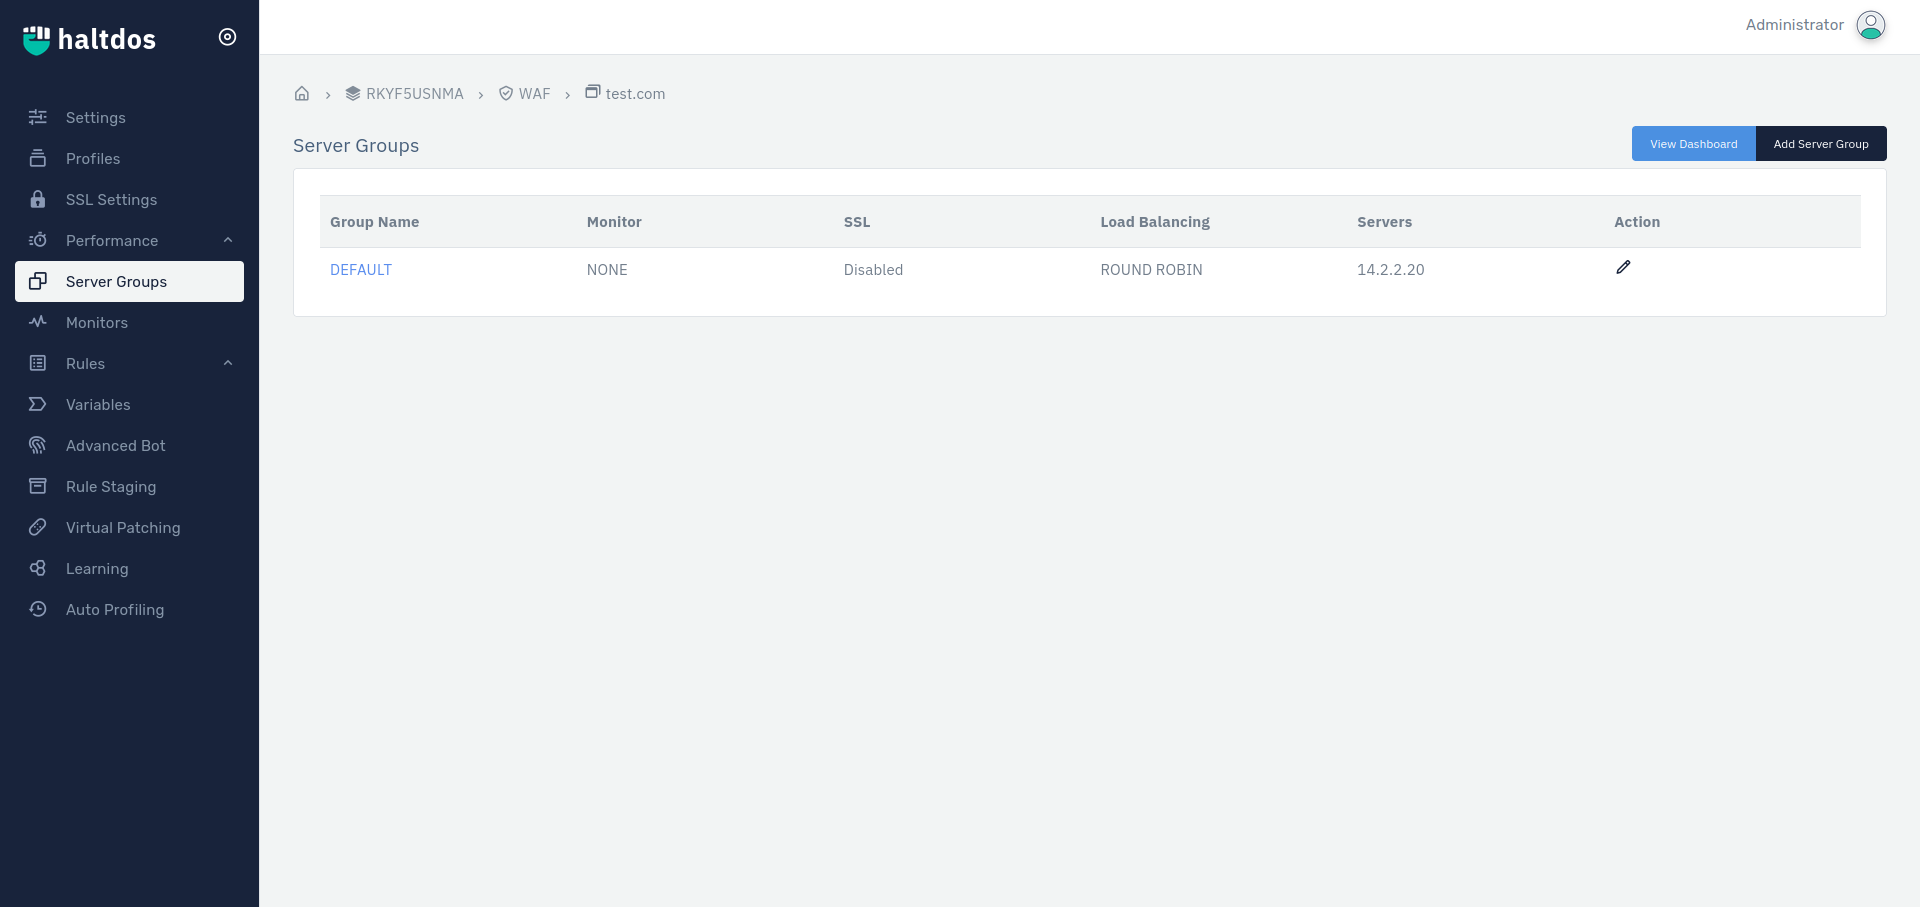 haltdos
Administrator
Settings
Profiles
SSL Settings
Performance
Server Groups
Monitors
Rules
Variables
Advanced Bot
Rule Staging
Virtual Patching
Learning
Auto Profiling
RKYF5USNMA > WAF > test.com
Server Groups
View Dashboard Add Server Group
Group Name Monitor SSL Load Balancing Servers Action
DEFAULT NONE Disabled ROUND ROBIN 14.2.2.20